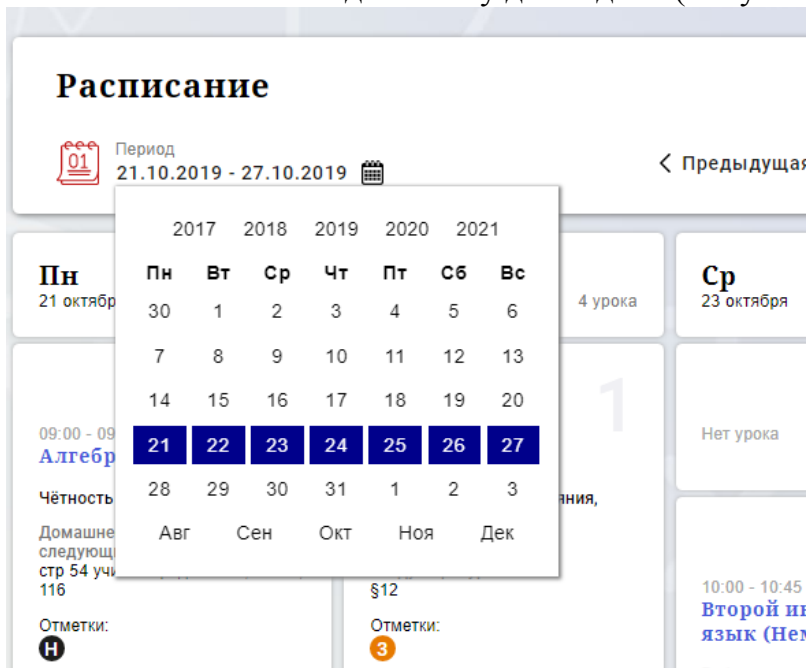 Расписание
01
Период
21.10.2019 - 27.10.2019
Предыдущая
2017 2018 2019 2020 2021
Пн Вт Ср Чт Пт Сб Вс
30 1 2 3 4 5 6
7 8 9 10 11 12 13
14 15 16 17 18 19 20
21 22 23 24 25 26 27
28 29 30 31 1 2 3
Авг Сен Окт Ноя Дек
Пн
21 октябр
4 урока
Ср
23 октября
09:00 - 09
Алгебр
Чётность
Домашне
следующ
стр 54 учи
116
Отметки:
Н
1
ния,
§12
Отметки:
3
Нет урока
10:00 - 10:45
Второй ин
язык (Нем